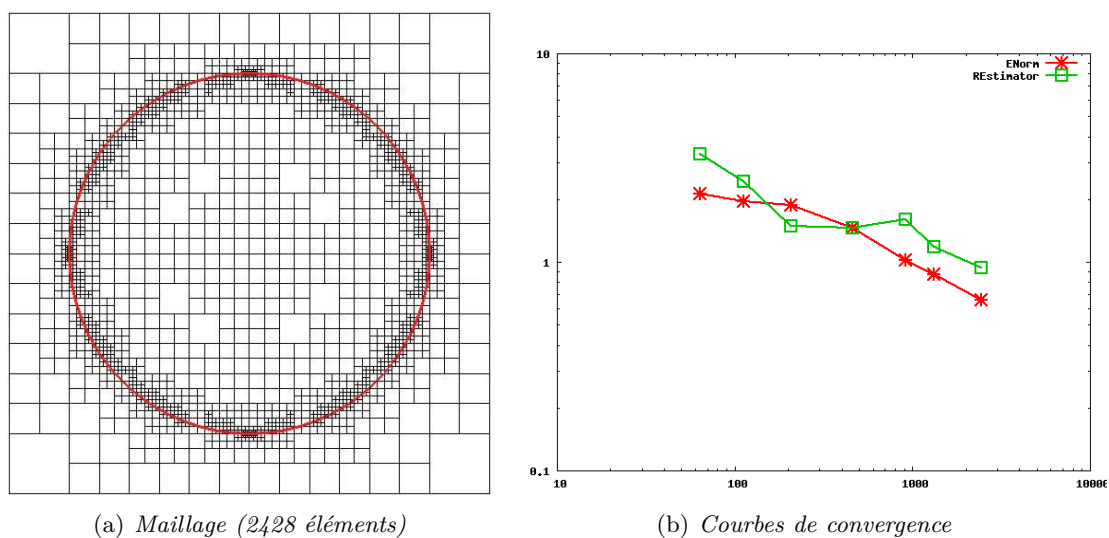 10
1
0.1
10
100
1000
10000
ENorm
REstimator
(a) Maillage (2428 éléments)
(b) Courbes de convergence